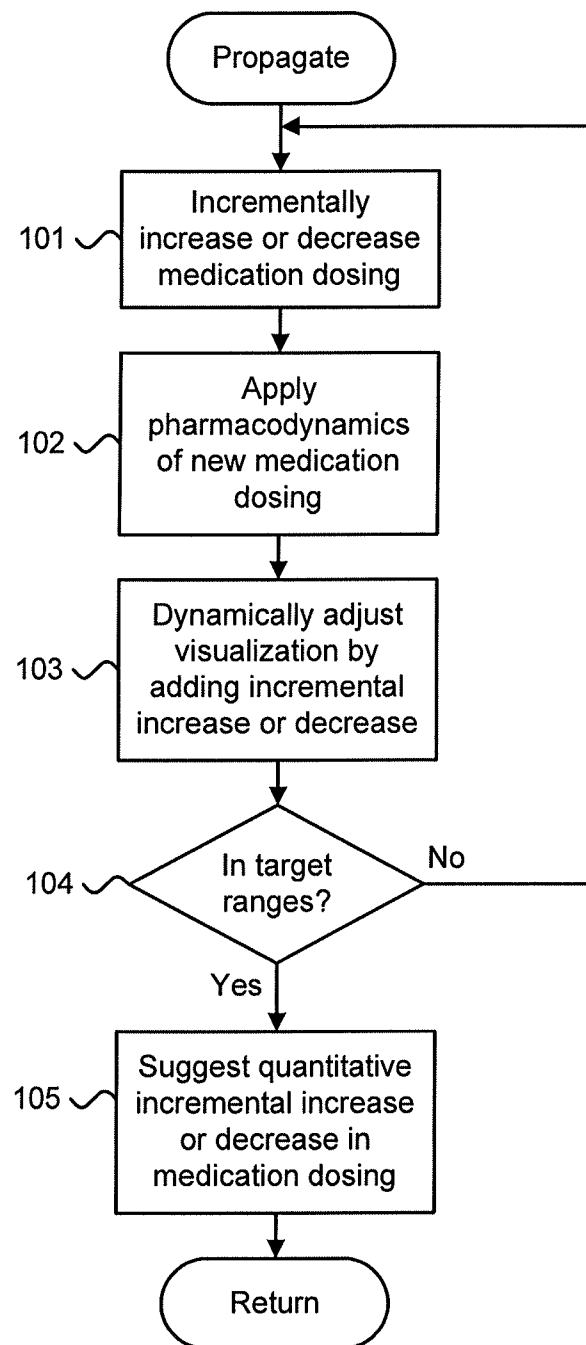 Propagate
Incrementally
101
increase or decrease
medication dosing
Apply
pharmacodynamics
102
of new medication
dosing
Dynamically adjust
visualization by
103
adding incremental
increase or decrease
No
104
In target
ranges?
Yes
Suggest quantitative
105
incremental increase
or decrease in
medication dosing
Return